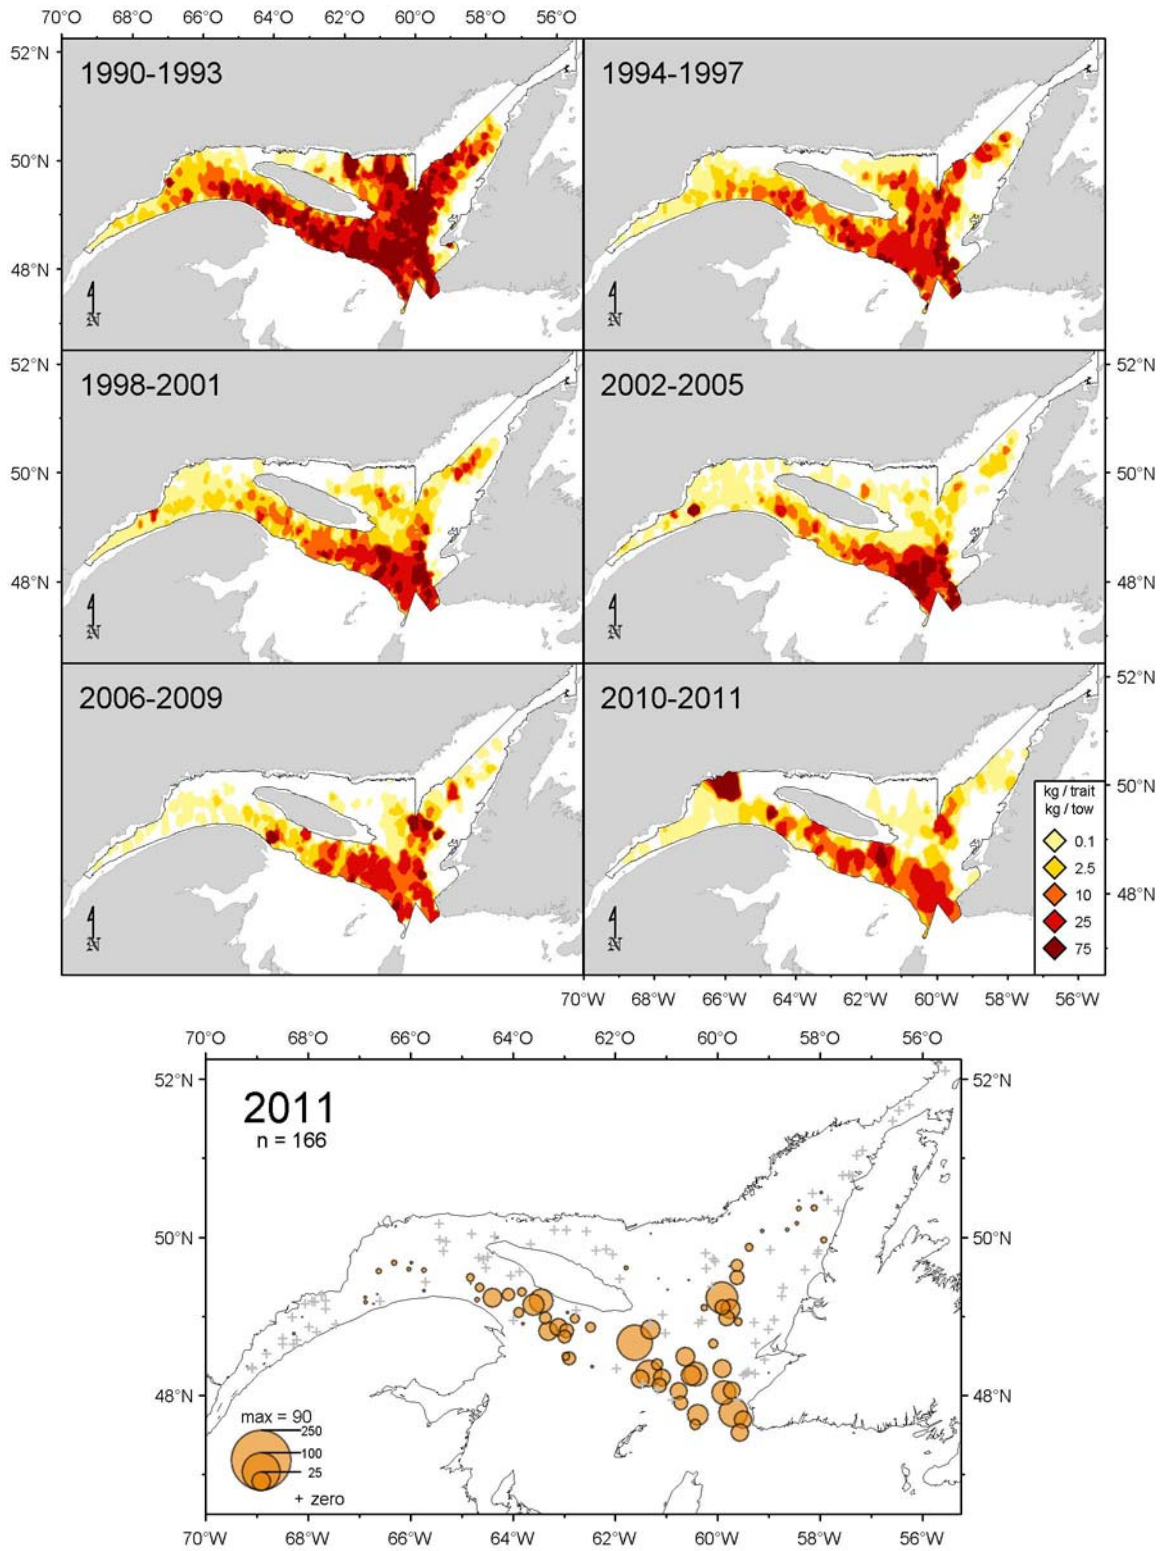 70°O 68°O 66°O 64°O 62°O 60°O 58°O 56°O
52°N
1990-1993
1994-1997
50°N
48°N
N
N
52°N
1998-2001
2002-2005
52°N
50°N
50°N
48°N
48°N
N
N
2006-2009
2010-2011
52°N
50°N
kg / trait
kg / tow
0.1
2.5
10
25
75
48°N
N
N
70°W 68°W 66°W 64°W 62°W 60°W 58°W 56°W
70°O 68°O 66°O 64°O 62°O 60°O 58°O 56°O
52°N
52°N
2011
n = 166
50°N
50°N
48°N
48°N
max = 90
250
100
25
+ zero
70°W 68°W 66°W 64°W 62°W 60°W 58°W 56°W